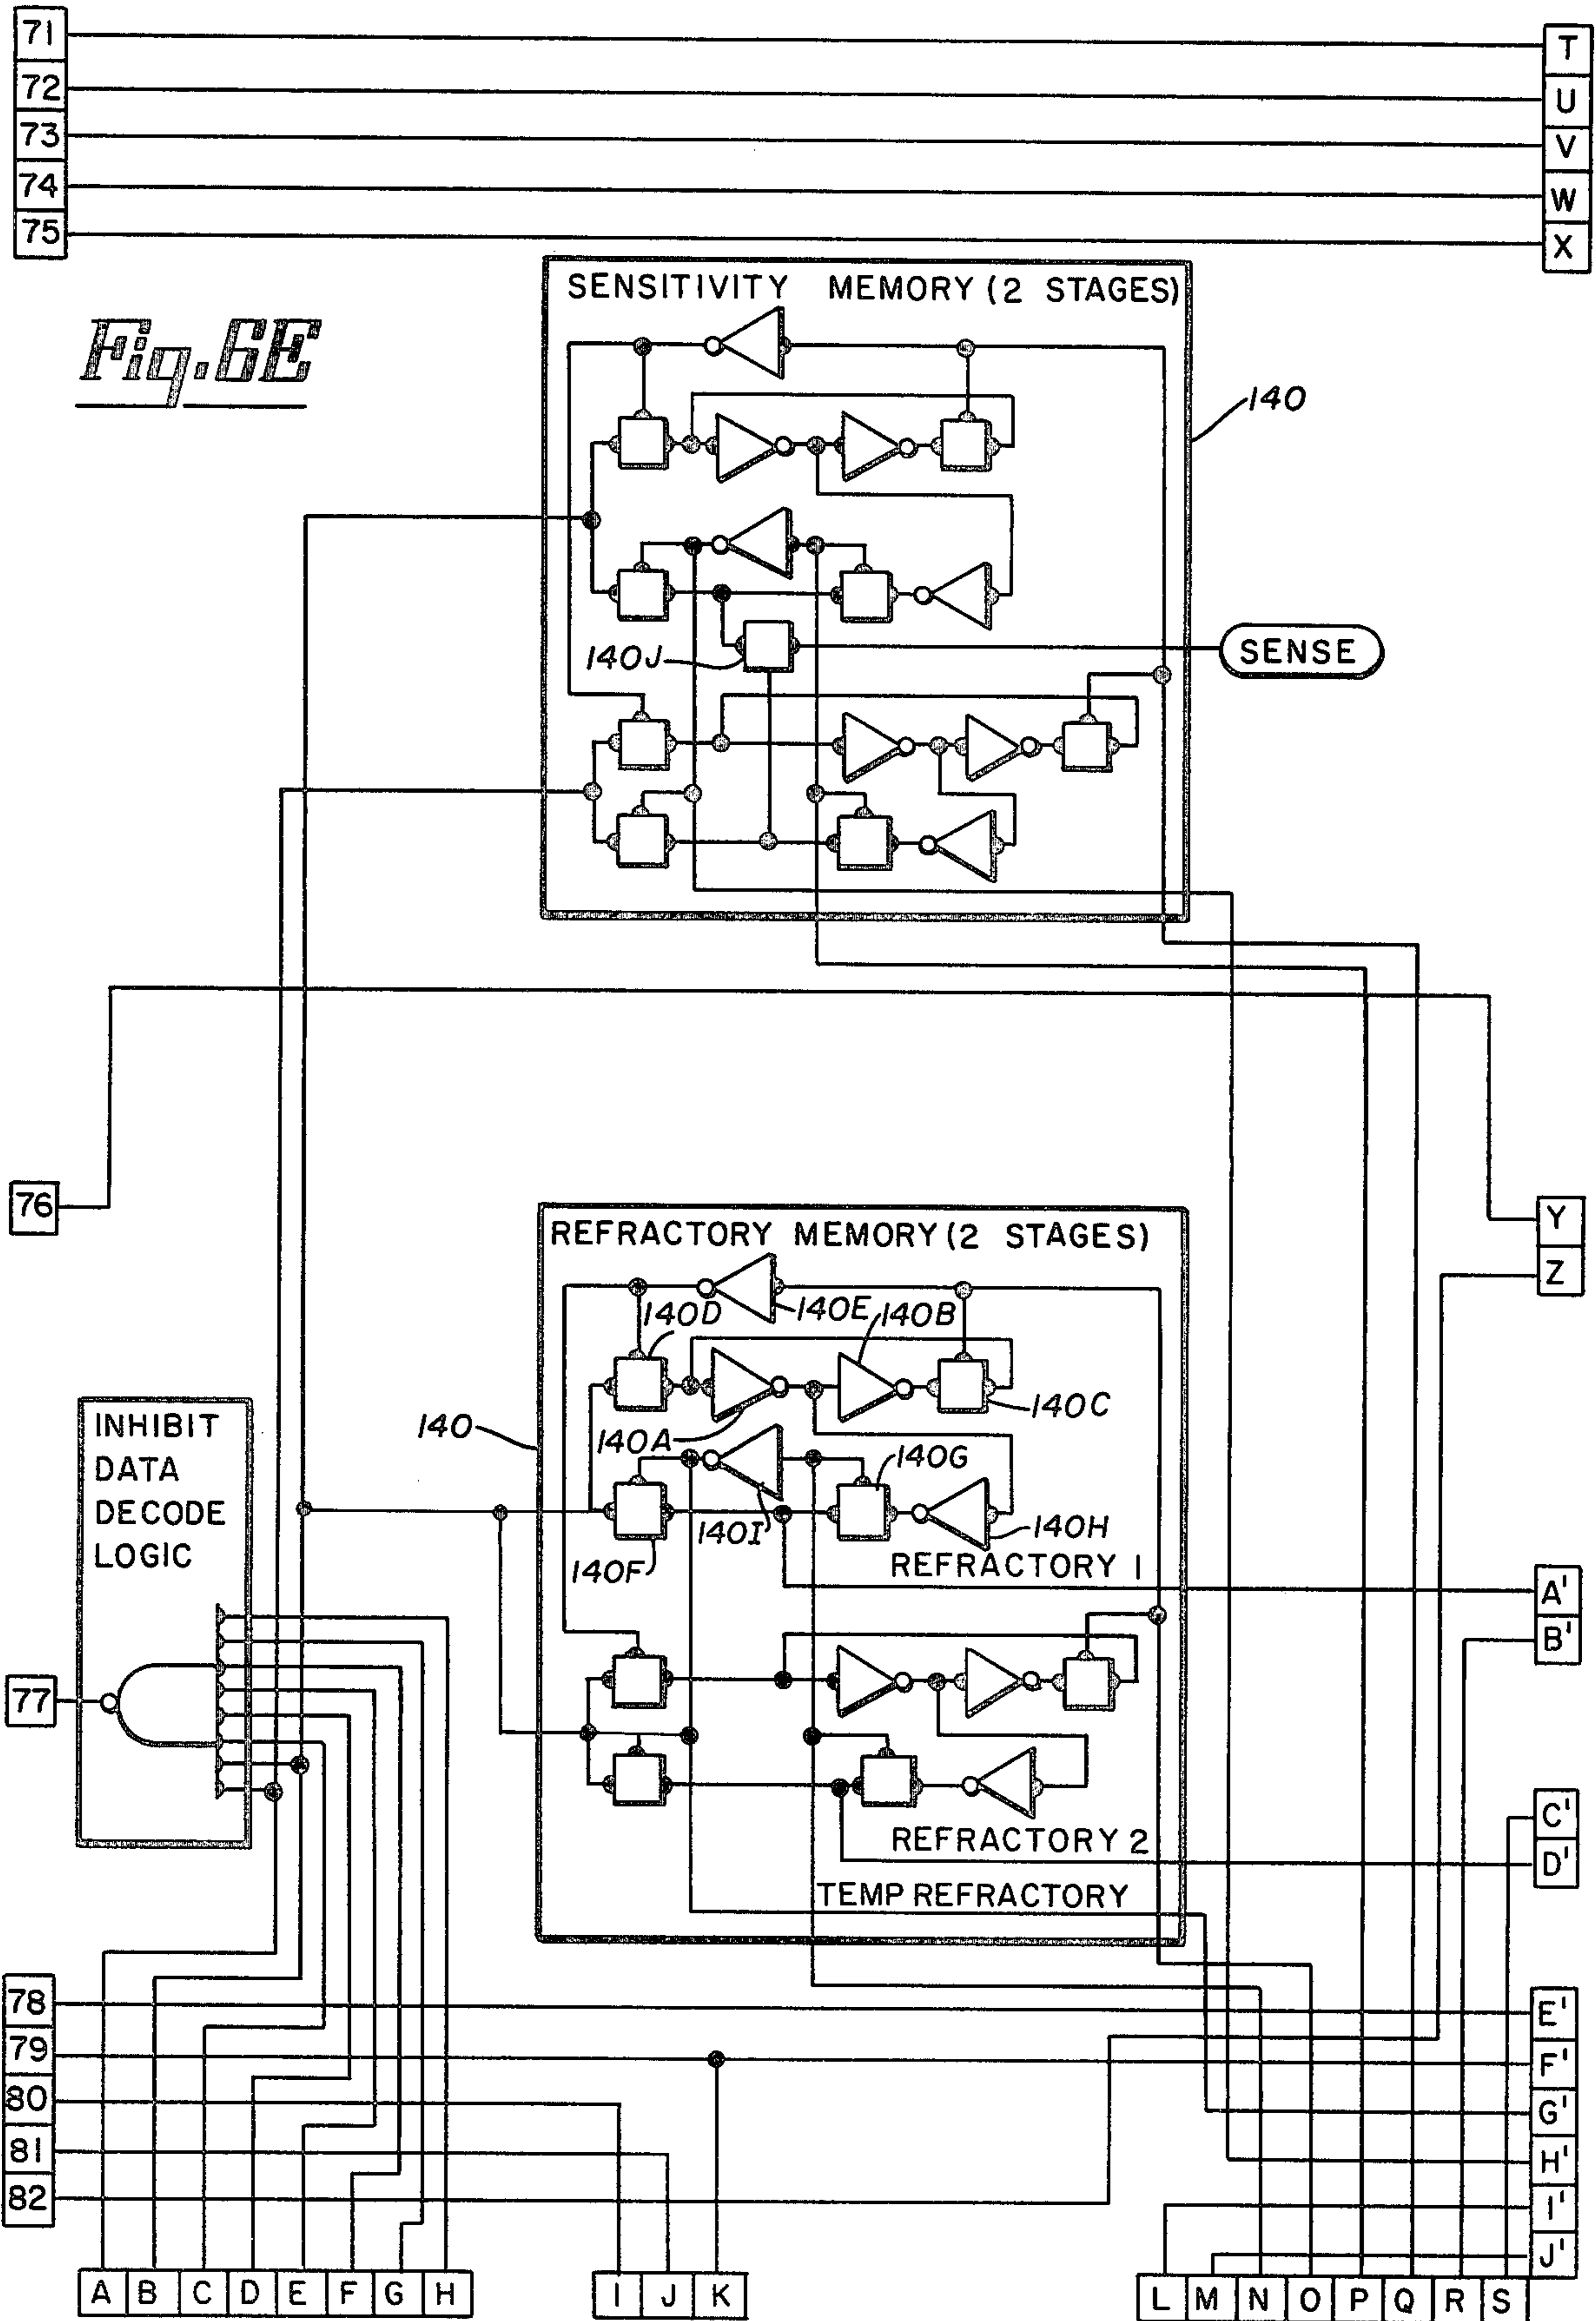 71
T
72
U
73
V
74
W
75
X
Fig. 6E
SENSITIVITY MEMORY (2 STAGES)
140
140J
SENSE
76
Y
Z
REFRACTORY MEMORY (2 STAGES)
140D
140E
140B
140C
140
140A
140G
140I
140H
140F
REFRACTORY 1
INHIBIT
DATA
DECODE
LOGIC
A'
B'
77
REFRACTORY 2
C'
D'
TEMP REFRACTORY
78
E'
79
F'
80
G'
81
H'
82
I'
J'
A B C D E F G H
I J K
L M N O P Q R S